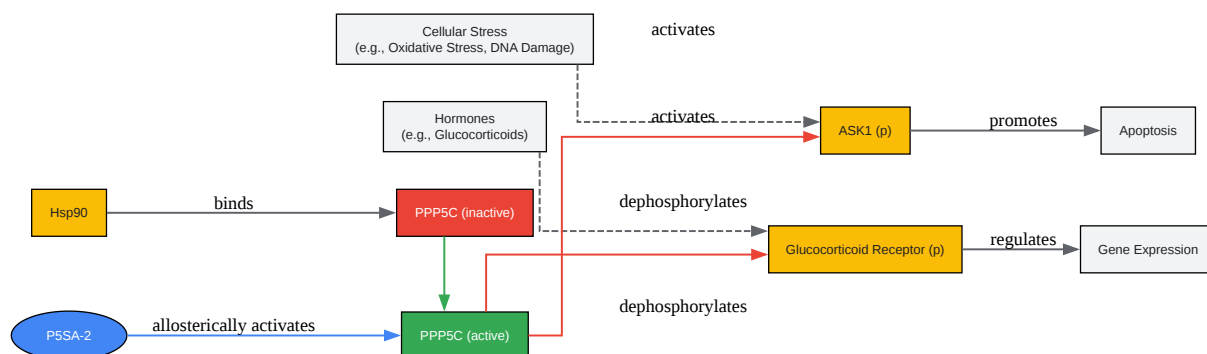 Cellular Stress
(e.g., Oxidative Stress, DNA Damage)
activates
Hormones
(e.g., Glucocorticoids)
activates
ASK1 (p)
promotes
Apoptosis
Hsp90
binds
PPP5C (inactive)
dephosphorylates
Glucocorticoid Receptor (p)
regulates
Gene Expression
dephosphorylates
P5SA-2
allosterically activates
PPP5C (active)